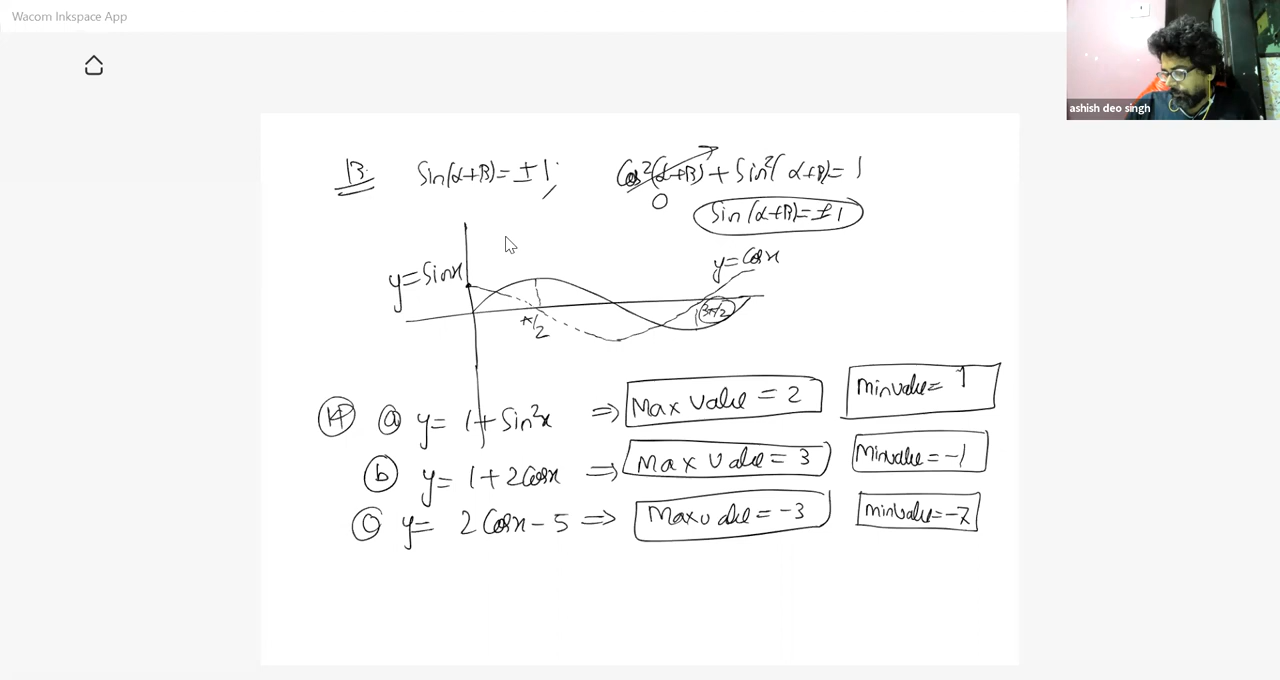 Wacom Inkspace App
ashish deo singh
13. Sin(α+β)=±1; Cos²(α+β)+Sin²(α+β)=1
0
Sin(α+β)=±1
y=Cosx
y=Sinx
π/2
3π/2
14 a y= 1+Sin²x ⇒ Max Value = 2 Minvalue= 1
b y= 1+2Cosx ⇒ Max Value = 3 Minvalue=-1
c y= 2Cosx-5 ⇒ Max value =-3 minvalue=-7